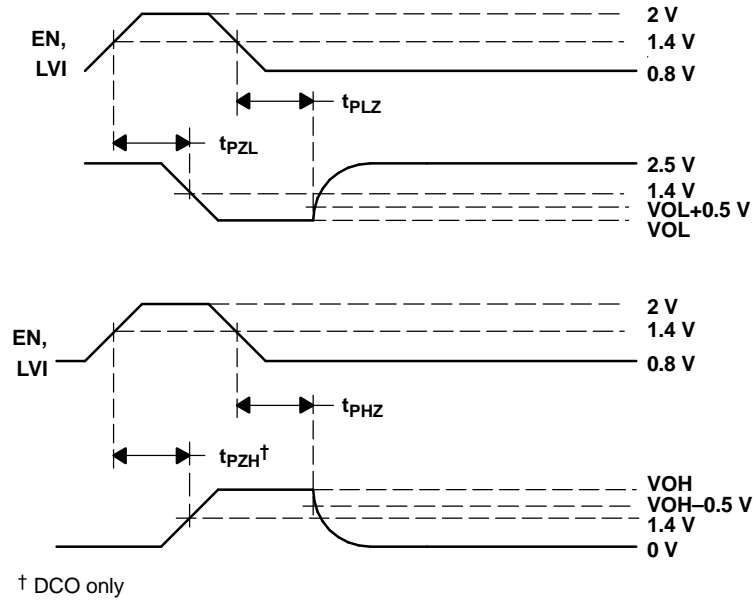 2 V
EN,
LVI
1.4 V
0.8 V
tPLZ
tPZL
2.5 V
1.4 V
VOL+0.5 V
VOL
2 V
EN,
LVI
1.4 V
0.8 V
tPHZ
tPZH†
VOH
VOH–0.5 V
1.4 V
0 V
† DCO only